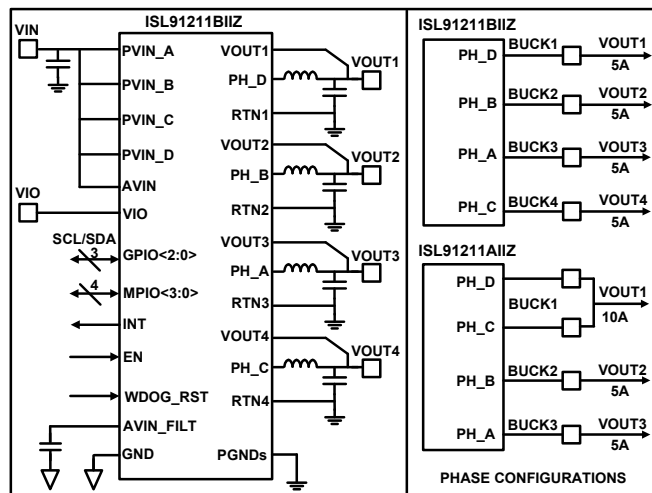 ISL91211BIIZ
VIN
PVIN_A
PVIN_B
PVIN_C
PVIN_D
AVIN
VIO
VIO
SCL/SDA
3
GPIO<2:0>
4
MPIO<3:0>
INT
EN
WDOG_RST
AVIN_FILT
GND
VOUT1
PH_D
VOUT1
RTN1
VOUT2
PH_B
VOUT2
RTN2
VOUT3
PH_A
VOUT3
RTN3
VOUT4
PH_C
VOUT4
RTN4
PGNDs
ISL91211BIIZ
PH_D
BUCK1
VOUT1
5A
PH_B
BUCK2
VOUT2
5A
PH_A
BUCK3
VOUT3
5A
PH_C
BUCK4
VOUT4
5A
ISL91211AIIZ
PH_D
BUCK1
VOUT1
10A
PH_C
PH_B
BUCK2
VOUT2
5A
PH_A
BUCK3
VOUT3
5A
PHASE CONFIGURATIONS